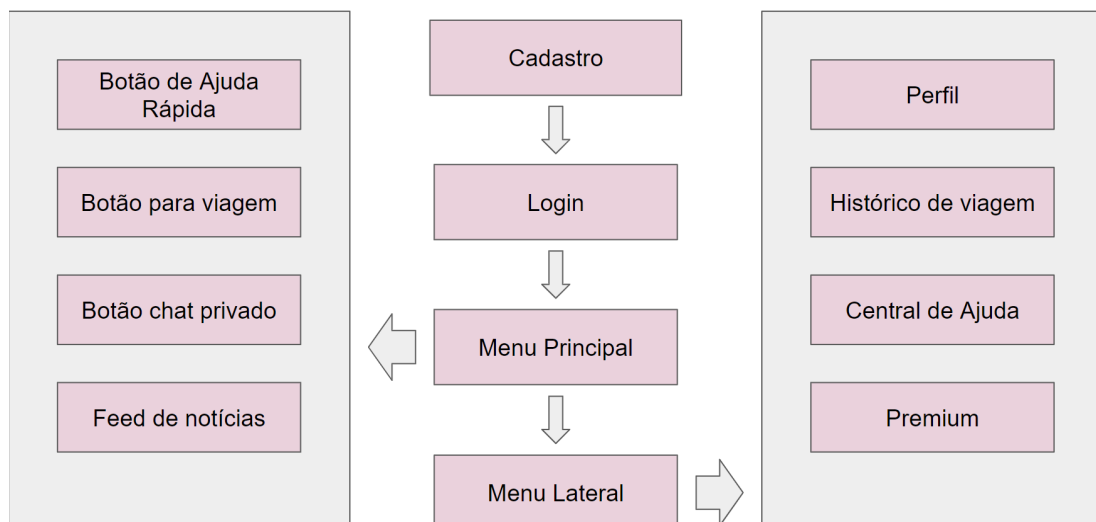 Botão de Ajuda
Rápida
Botão para viagem
Botão chat privado
Feed de notícias
Cadastro
Login
Menu Principal
Menu Lateral
Perfil
Histórico de viagem
Central de Ajuda
Premium